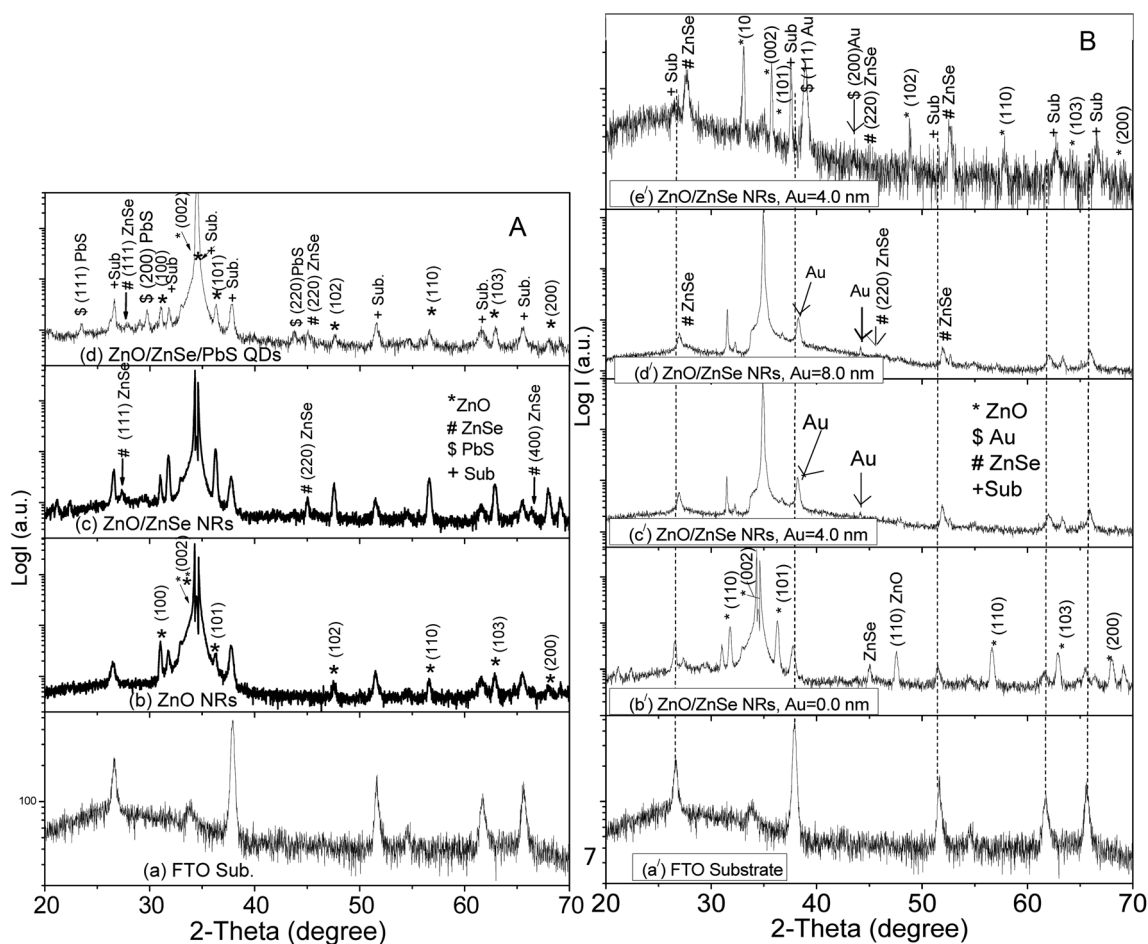 A
LogI (a.u.)
$ (111) PbS
+Sub
# (111) ZnSe
$ (200) PbS
* (100)
+Sub
* (002)
*
+ Sub.
*(101)
+ Sub.
$ (220)PbS
# (220) ZnSe
* (102)
+ Sub.
* (110)
+ Sub.
*(103)
+ Sub.
* (200)
(d) ZnO/ZnSe/PbS QDs
# (111) ZnSe
# (220) ZnSe
*ZnO
# ZnSe
$ PbS
+ Sub
# (400) ZnSe
(c) ZnO/ZnSe NRs
* (100)
(002)
* (101)
* (102)
* (110)
* (103)
* (200)
(b) ZnO NRs
100
(a) FTO Sub.
20 30 40 50 60 70
2-Theta (degree)
B
Log I (a.u.)
+ Sub
# ZnSe
*(10
* (002)
* (101)
+ Sub
$ (111) Au
$ (200)Au
# (220) ZnSe
* (102)
+ Sub
# ZnSe
* (110)
+ Sub
* (103)
+ Sub
* (200)
(e/) ZnO/ZnSe NRs, Au=4.0 nm
# ZnSe
Au
Au
# (220) ZnSe
# ZnSe
(d/) ZnO/ZnSe NRs, Au=8.0 nm
Au
Au
* ZnO
$ Au
# ZnSe
+Sub
(c/) ZnO/ZnSe NRs, Au=4.0 nm
* (110)
* (002)
* (101)
ZnSe
(110) ZnO
* (110)
* (103)
* (200)
(b/) ZnO/ZnSe NRs, Au=0.0 nm
7
(a/) FTO Substrate
20 30 40 50 60 70
2-Theta (degree)